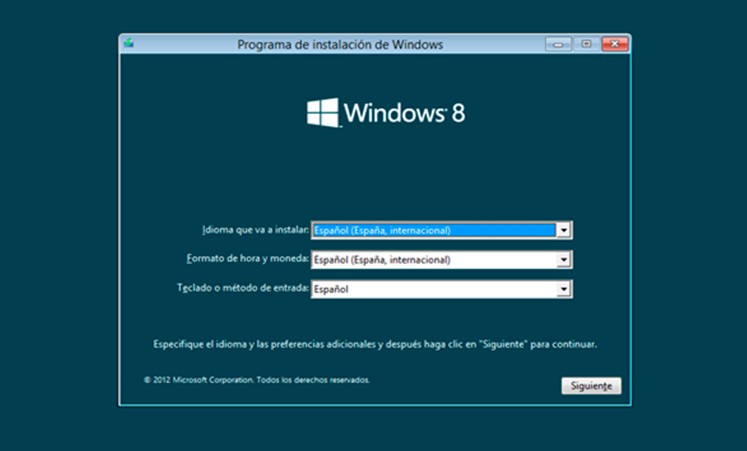 Programa de instalación de Windows
Windows 8
Idioma que va a instalar: Español (España, internacional)
Formato de hora y moneda: Español (España, internacional)
Teclado o método de entrada: Español
Especifique el idioma y las preferencias adicionales y después haga clic en "Siguiente" para continuar.
© 2012 Microsoft Corporation. Todos los derechos reservados.
Siguiente